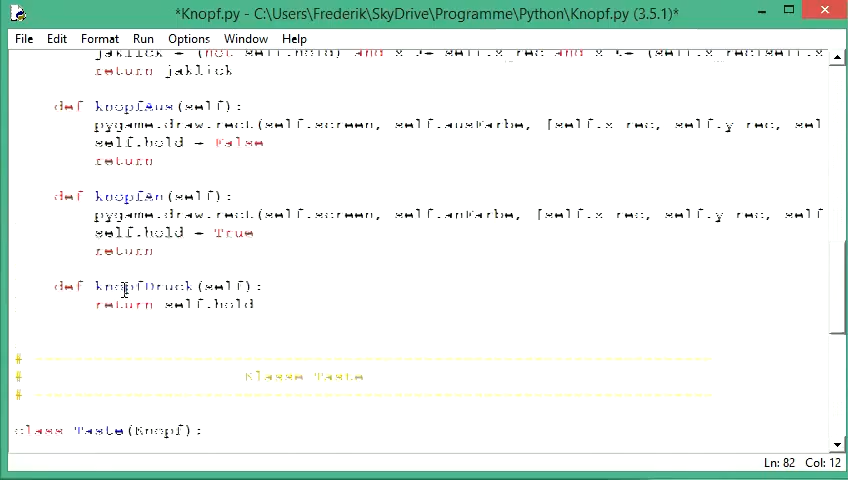 *Knopf.py - C:\Users\Frederik\SkyDrive\Programme\Python\Knopf.py (3.5.1)*
File Edit Format Run Options Window Help
return jaklick
def knopfAus(self):
pygame.draw.rect(self.screen, self.ausFarbe, [self.x_rec, self.y_rec, sel
self.hold = False
return
def knopfAn(self):
pygame.draw.rect(self.screen, self.anFarbe, [self.x_rec, self.y_rec, self
self.hold = True
return
def knopfDruck(self):
return self.hold
# ----------------------------------------------------------------------
# Klasse Taste
# ----------------------------------------------------------------------
class Taste(Knopf):
Ln: 82 Col: 12